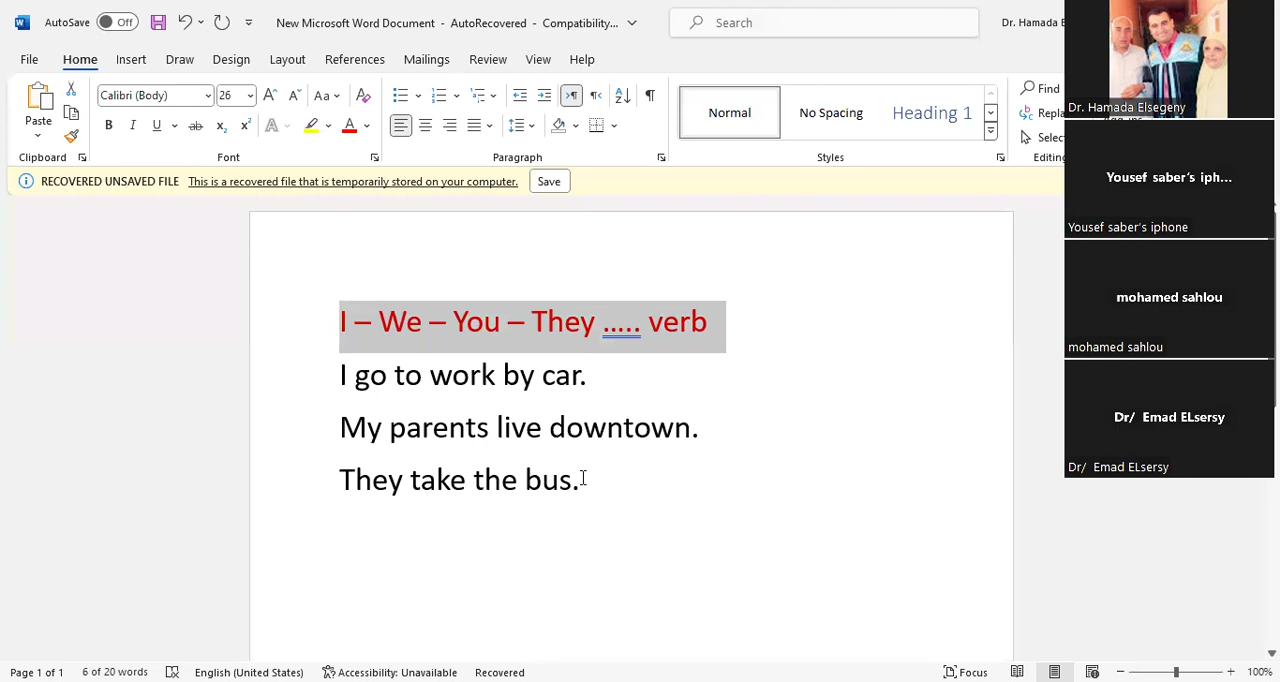 AutoSave Off New Microsoft Word Document - AutoRecovered - Compatibility... Search Dr. Hamada E
File Home Insert Draw Design Layout References Mailings Review View Help
Paste Calibri (Body) 26 Aa Normal No Spacing Heading 1 Find
Repla
Selec
Clipboard Font Paragraph Styles Editing
RECOVERED UNSAVED FILE This is a recovered file that is temporarily stored on your computer. Save
I – We – You – They ..... verb
I go to work by car.
My parents live downtown.
They take the bus.
Dr. Hamada Elsegeny
Yousef saber's iph...
Yousef saber's iphone
mohamed sahlou
mohamed sahlou
Dr/ Emad ELsersy
Dr/ Emad ELsersy
Page 1 of 1 6 of 20 words English (United States) Accessibility: Unavailable Recovered Focus 100%